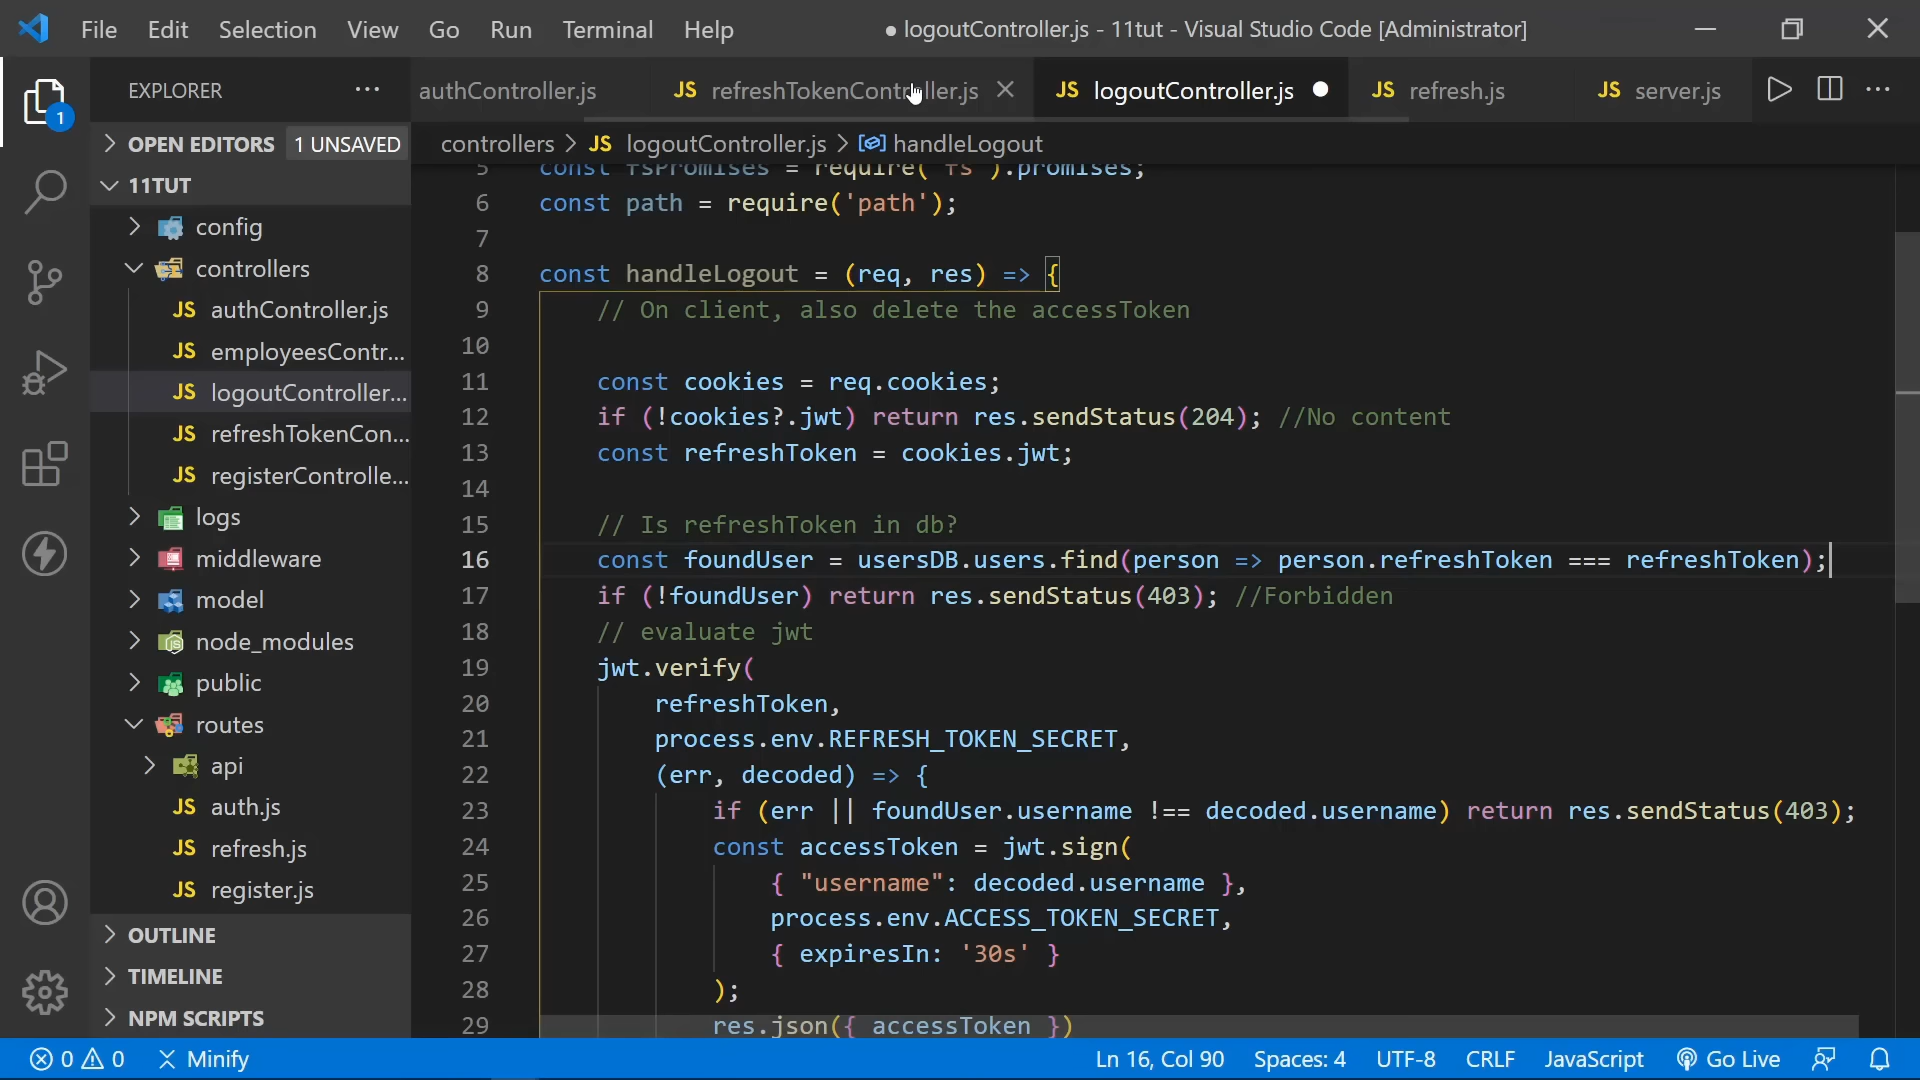 File Edit Selection View Go Run Terminal Help
● logoutController.js - 11tut - Visual Studio Code [Administrator]
EXPLORER
authController.js
JS refreshTokenController.js
JS logoutController.js
JS refresh.js
JS server.js
1
OPEN EDITORS 1 UNSAVED
controllers > JS logoutController.js > handleLogout
11TUT
config
controllers
JS authController.js
JS employeesContr...
JS logoutController...
JS refreshTokenCon...
JS registerControlle...
logs
middleware
model
node_modules
public
routes
api
JS auth.js
JS refresh.js
JS register.js
OUTLINE
TIMELINE
NPM SCRIPTS
5 const fsPromises = require('fs').promises;
6 const path = require('path');
7
8 const handleLogout = (req, res) => {
9 // On client, also delete the accessToken
10
11 const cookies = req.cookies;
12 if (!cookies?.jwt) return res.sendStatus(204); //No content
13 const refreshToken = cookies.jwt;
14
15 // Is refreshToken in db?
16 const foundUser = usersDB.users.find(person => person.refreshToken === refreshToken);
17 if (!foundUser) return res.sendStatus(403); //Forbidden
18 // evaluate jwt
19 jwt.verify(
20 refreshToken,
21 process.env.REFRESH_TOKEN_SECRET,
22 (err, decoded) => {
23 if (err || foundUser.username !== decoded.username) return res.sendStatus(403);
24 const accessToken = jwt.sign(
25 { "username": decoded.username },
26 process.env.ACCESS_TOKEN_SECRET,
27 { expiresIn: '30s' }
28 );
29 res.json({ accessToken })
0 0 Minify
Ln 16, Col 90 Spaces: 4 UTF-8 CRLF JavaScript Go Live